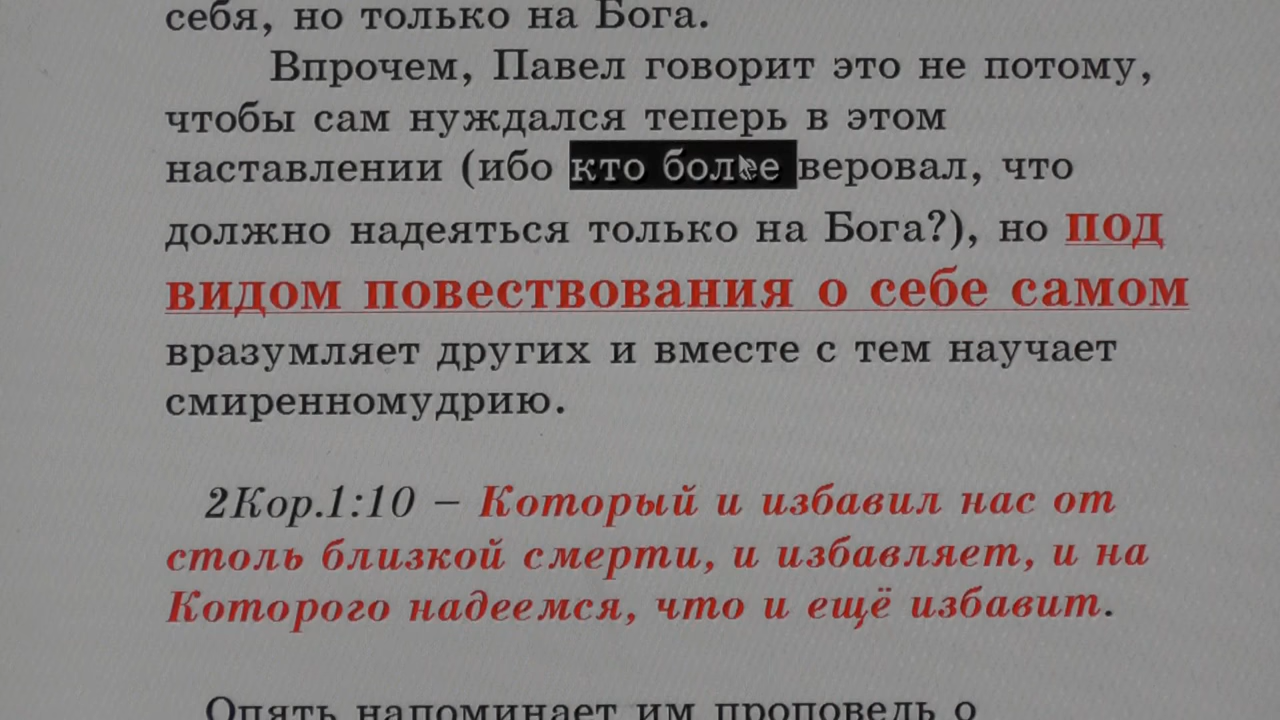 себя, но только на Бога.
Впрочем, Павел говорит это не потому,
чтобы сам нуждался теперь в этом
наставлении (ибо кто более веровал, что
должно надеяться только на Бога?), но под
видом повествования о себе самом
вразумляет других и вместе с тем научает
смиренномудрию.
2Кор.1:10 – Который и избавил нас от
столь близкой смерти, и избавляет, и на
Которого надеемся, что и ещё избавит.
Опять напоминает им проповедь о